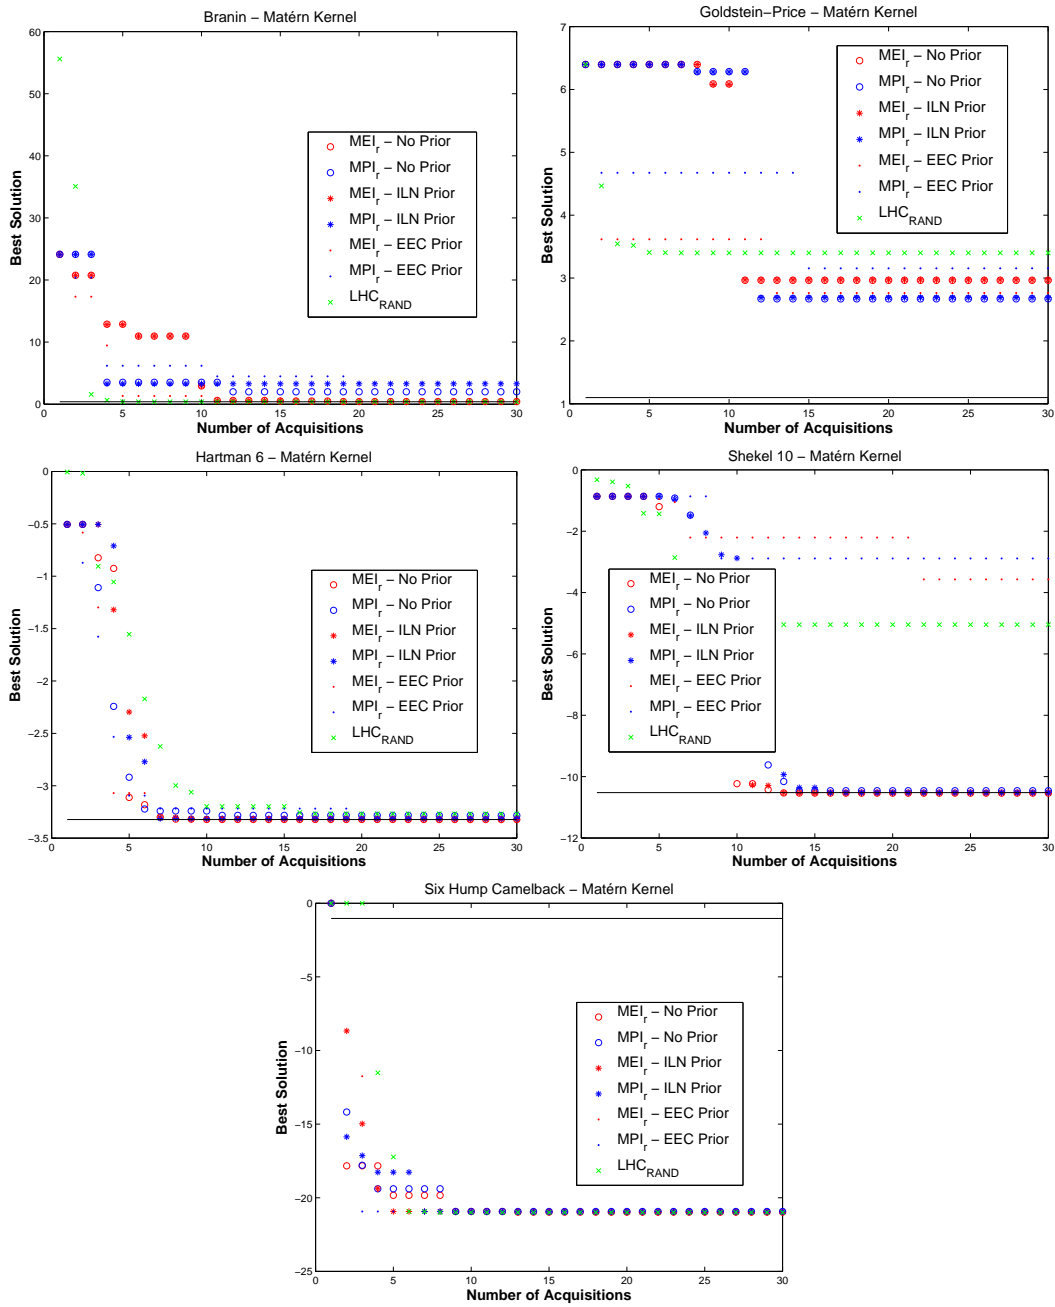 Branin – Matérn Kernel
60
50
40
30
20
10
0
Best Solution
MEI_r – No Prior
MPI_r – No Prior
MEI_r – ILN Prior
MPI_r – ILN Prior
MEI_r – EEC Prior
MPI_r – EEC Prior
LHC_RAND
0 5 10 15 20 25 30
Number of Acquisitions
Goldstein–Price – Matérn Kernel
7
6
5
4
3
2
1
Best Solution
MEI_r – No Prior
MPI_r – No Prior
MEI_r – ILN Prior
MPI_r – ILN Prior
MEI_r – EEC Prior
MPI_r – EEC Prior
LHC_RAND
0 5 10 15 20 25 30
Number of Acquisitions
Hartman 6 – Matérn Kernel
0
−0.5
−1
−1.5
−2
−2.5
−3
−3.5
Best Solution
MEI_r – No Prior
MPI_r – No Prior
MEI_r – ILN Prior
MPI_r – ILN Prior
MEI_r – EEC Prior
MPI_r – EEC Prior
LHC_RAND
0 5 10 15 20 25 30
Number of Acquisitions
Shekel 10 – Matérn Kernel
0
−2
−4
−6
−8
−10
−12
Best Solution
MEI_r – No Prior
MPI_r – No Prior
MEI_r – ILN Prior
MPI_r – ILN Prior
MEI_r – EEC Prior
MPI_r – EEC Prior
LHC_RAND
0 5 10 15 20 25 30
Number of Acquisitions
Six Hump Camelback – Matérn Kernel
0
−5
−10
−15
−20
−25
Best Solution
MEI_r – No Prior
MPI_r – No Prior
MEI_r – ILN Prior
MPI_r – ILN Prior
MEI_r – EEC Prior
MPI_r – EEC Prior
LHC_RAND
0 5 10 15 20 25 30
Number of Acquisitions